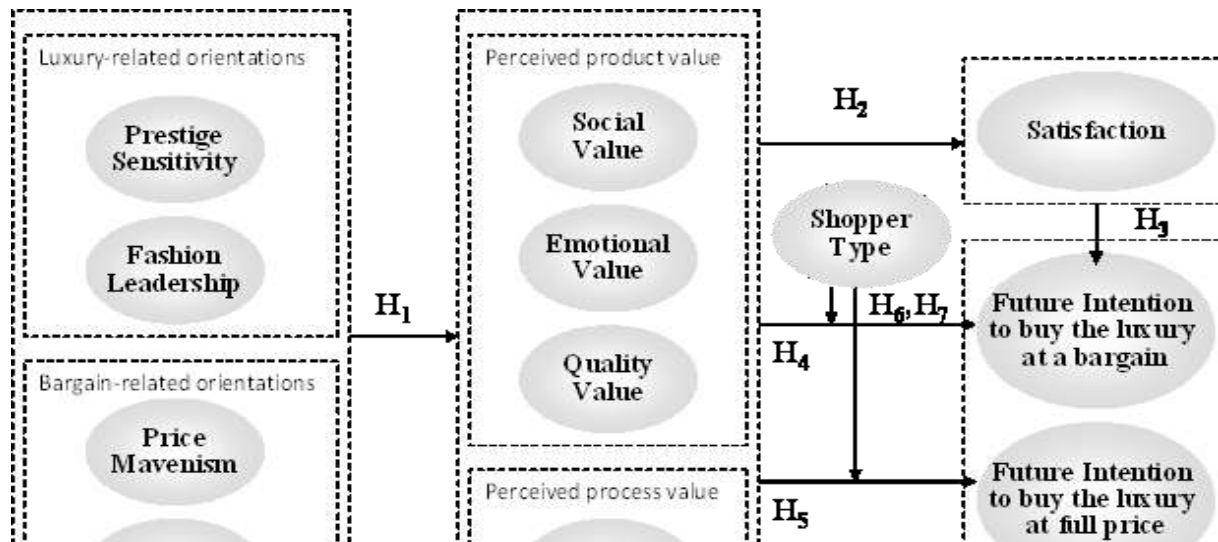 Luxury-related orientations
Prestige
Sensitivity
Fashion
Leadership
Bargain-related orientations
Price
Mavenism
H₁
Perceived product value
Social
Value
Emotional
Value
Quality
Value
Perceived process value
H₂
Shopper
Type
H₆,H₇
H₄
H₅
Satisfaction
H₃
Future Intention
to buy the luxury
at a bargain
Future Intention
to buy the luxury
at full price